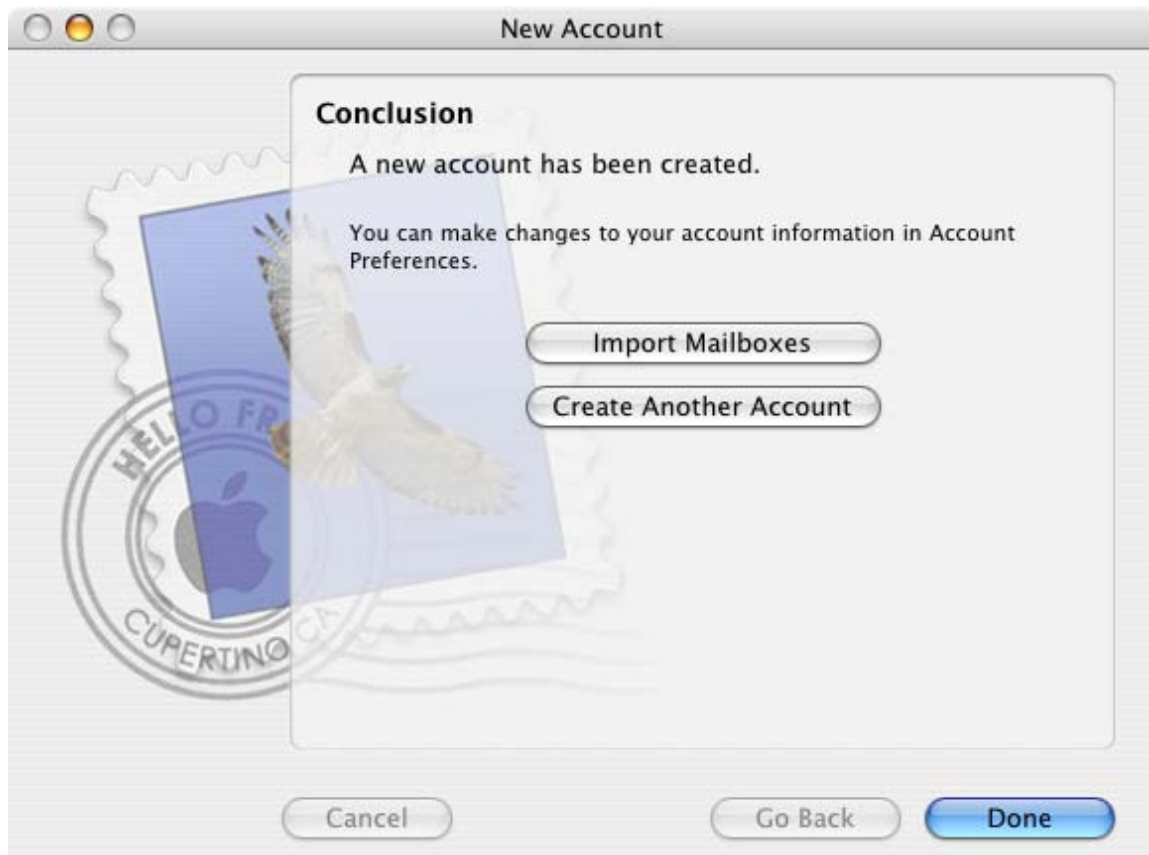 New Account
Conclusion
A new account has been created.
You can make changes to your account information in Account
Preferences.
Import Mailboxes
Create Another Account
HELLO FR
CUPERTINO CA
Cancel
Go Back
Done